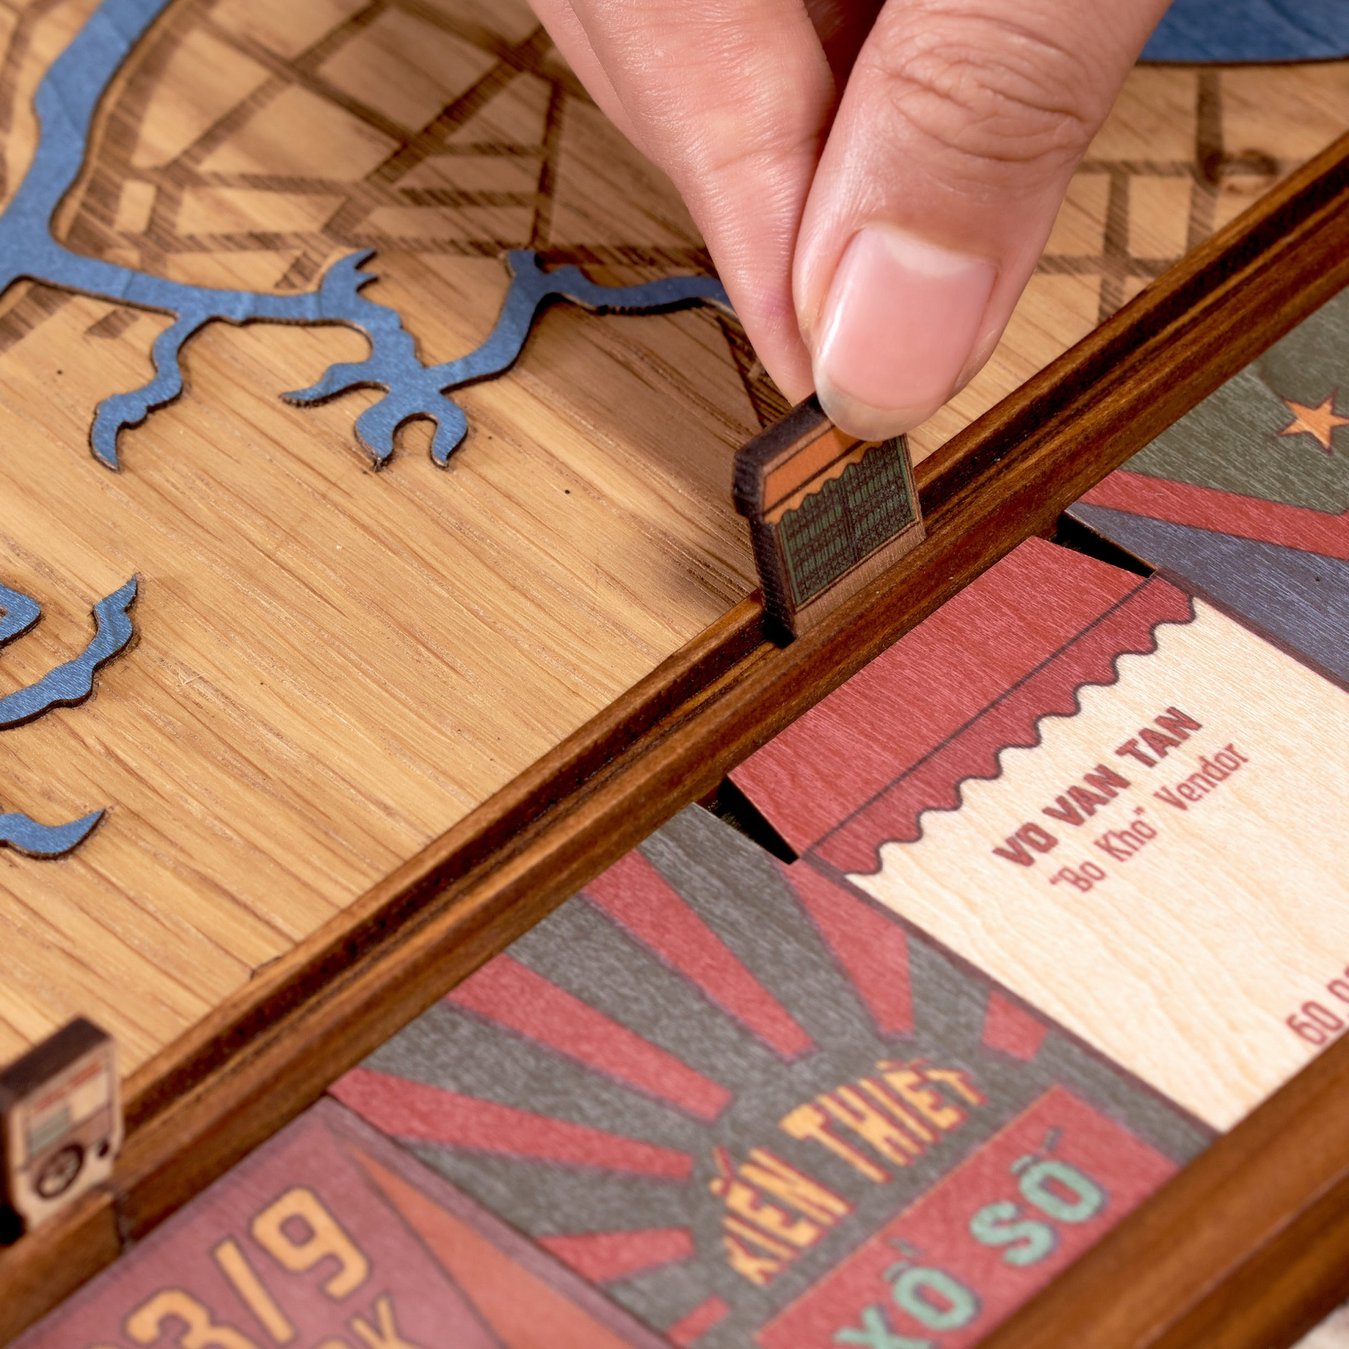 VO VAN TAN
"Bo Kho" Vendor
KIẾN THIẾT
XỔ SỐ
3/9